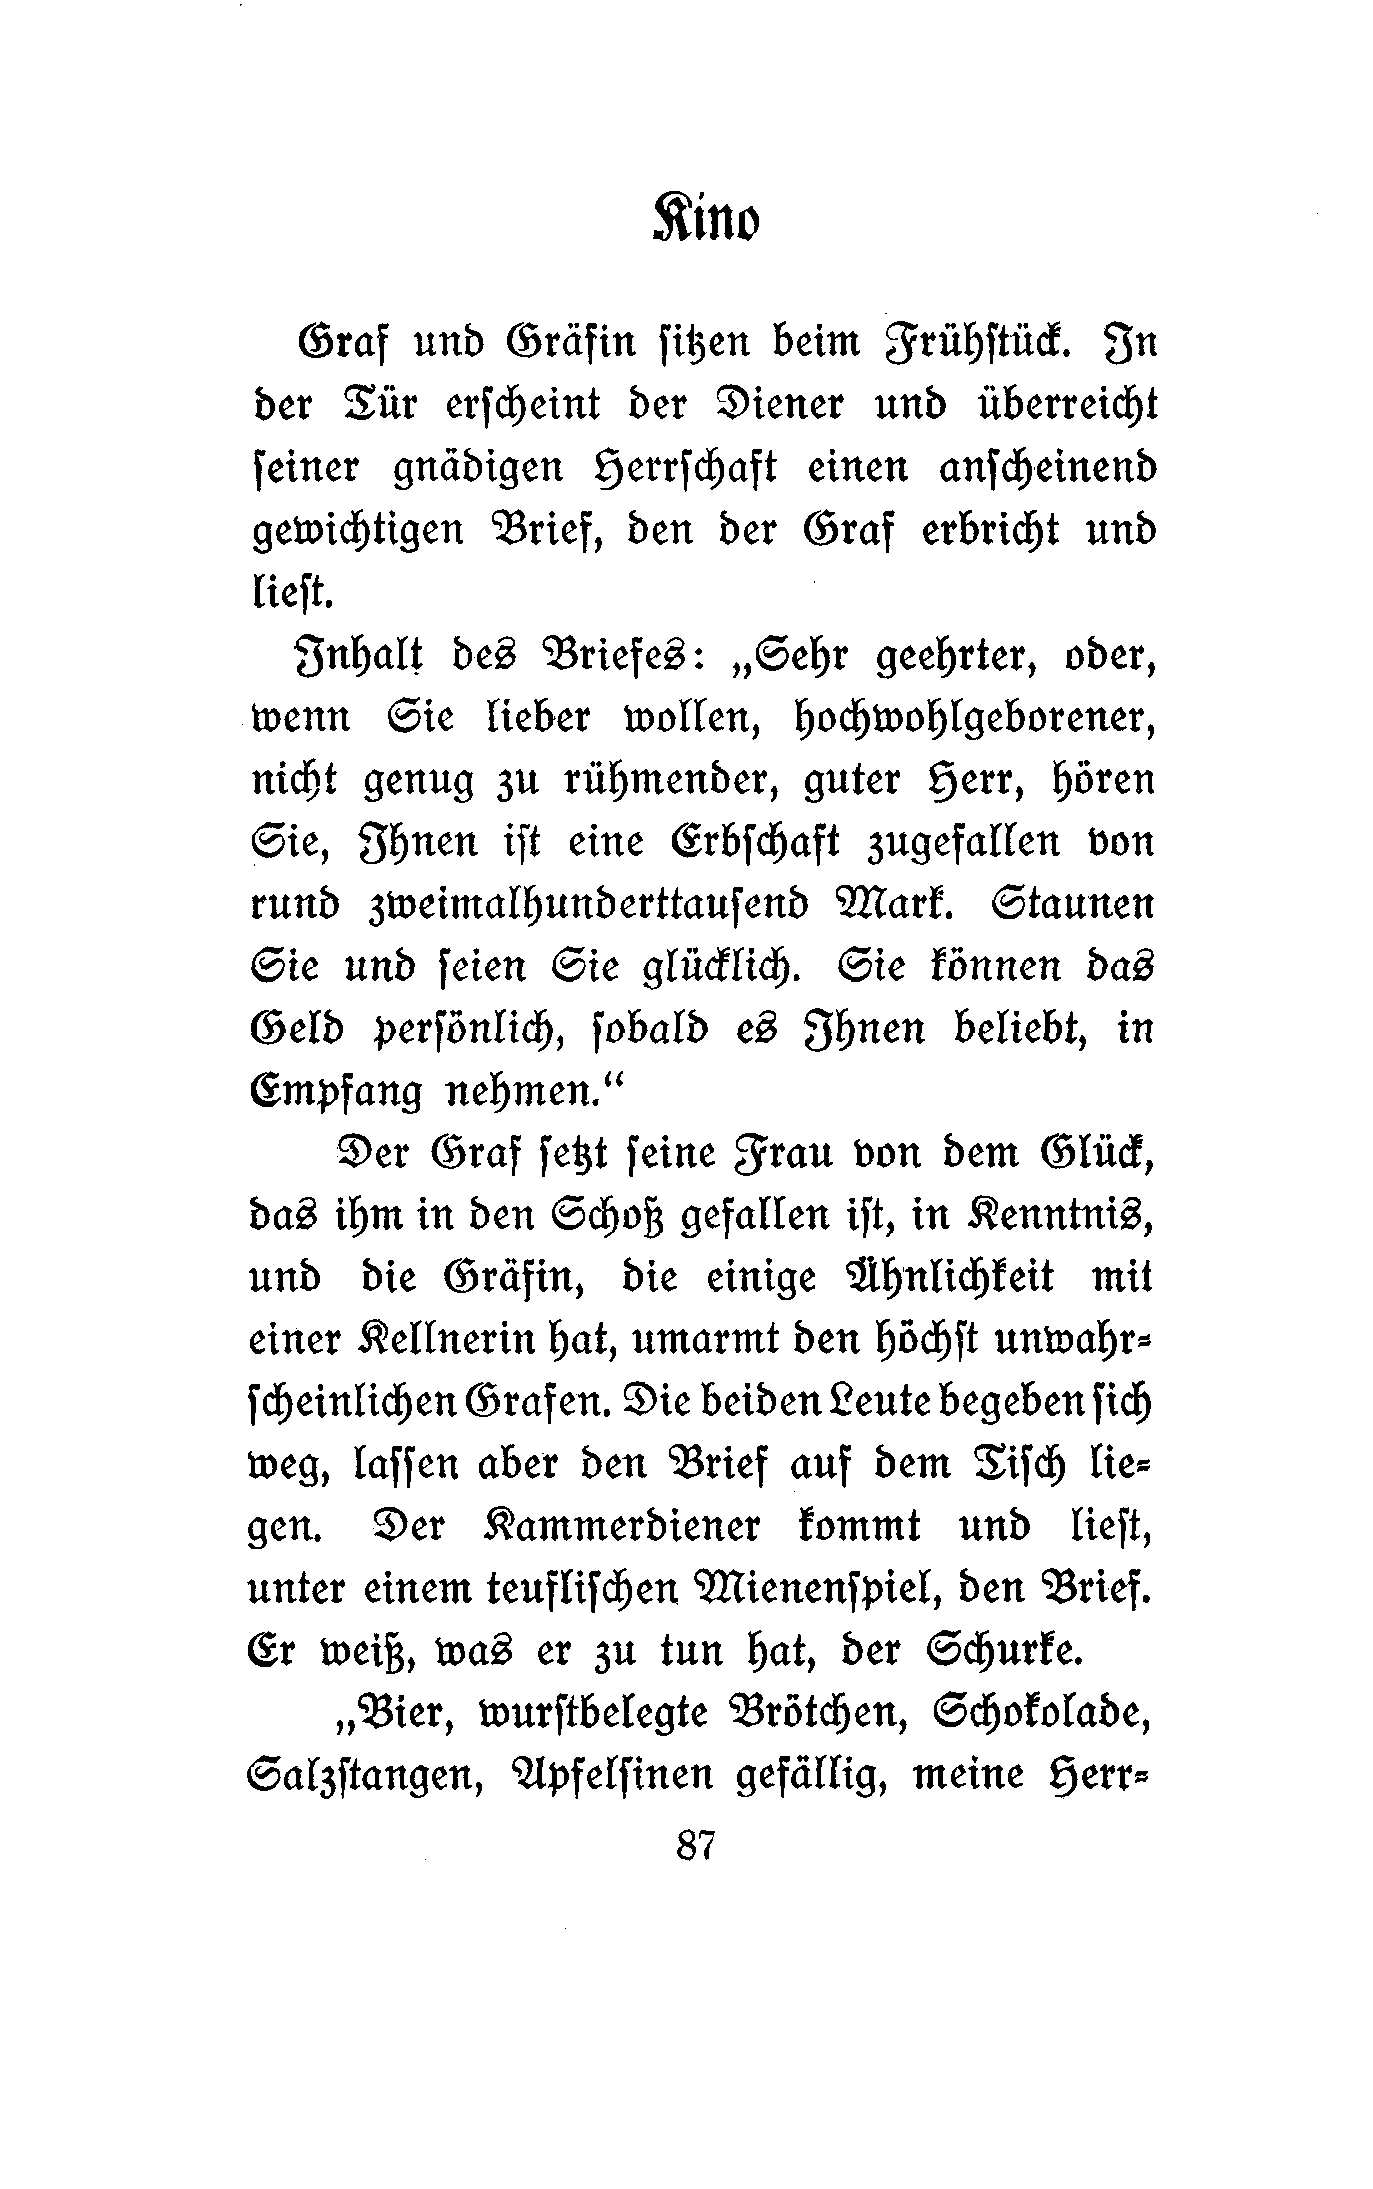 Kino
Graf und Gräfin sitzen beim Frühstück. In
der Tür erscheint der Diener und überreicht
seiner gnädigen Herrschaft einen anscheinend
gewichtigen Brief, den der Graf erbricht und
liest.
Inhalt des Briefes: „Sehr geehrter, oder,
wenn Sie lieber wollen, hochwohlgeborener,
nicht genug zu rühmender, guter Herr, hören
Sie, Ihnen ist eine Erbschaft zugefallen von
rund zweimalhunderttausend Mark. Staunen
Sie und seien Sie glücklich. Sie können das
Geld persönlich, sobald es Ihnen beliebt, in
Empfang nehmen.“
Der Graf setzt seine Frau von dem Glück,
das ihm in den Schoß gefallen ist, in Kenntnis,
und die Gräfin, die einige Ähnlichkeit mit
einer Kellnerin hat, umarmt den höchst unwahr-
scheinlichen Grafen. Die beiden Leute begeben sich
weg, lassen aber den Brief auf dem Tisch lie-
gen. Der Kammerdiener kommt und liest,
unter einem teuflischen Mienenspiel, den Brief.
Er weiß, was er zu tun hat, der Schurke.
„Bier, wurstbelegte Brötchen, Schokolade,
Salzstangen, Apfelsinen gefällig, meine Herr-
87